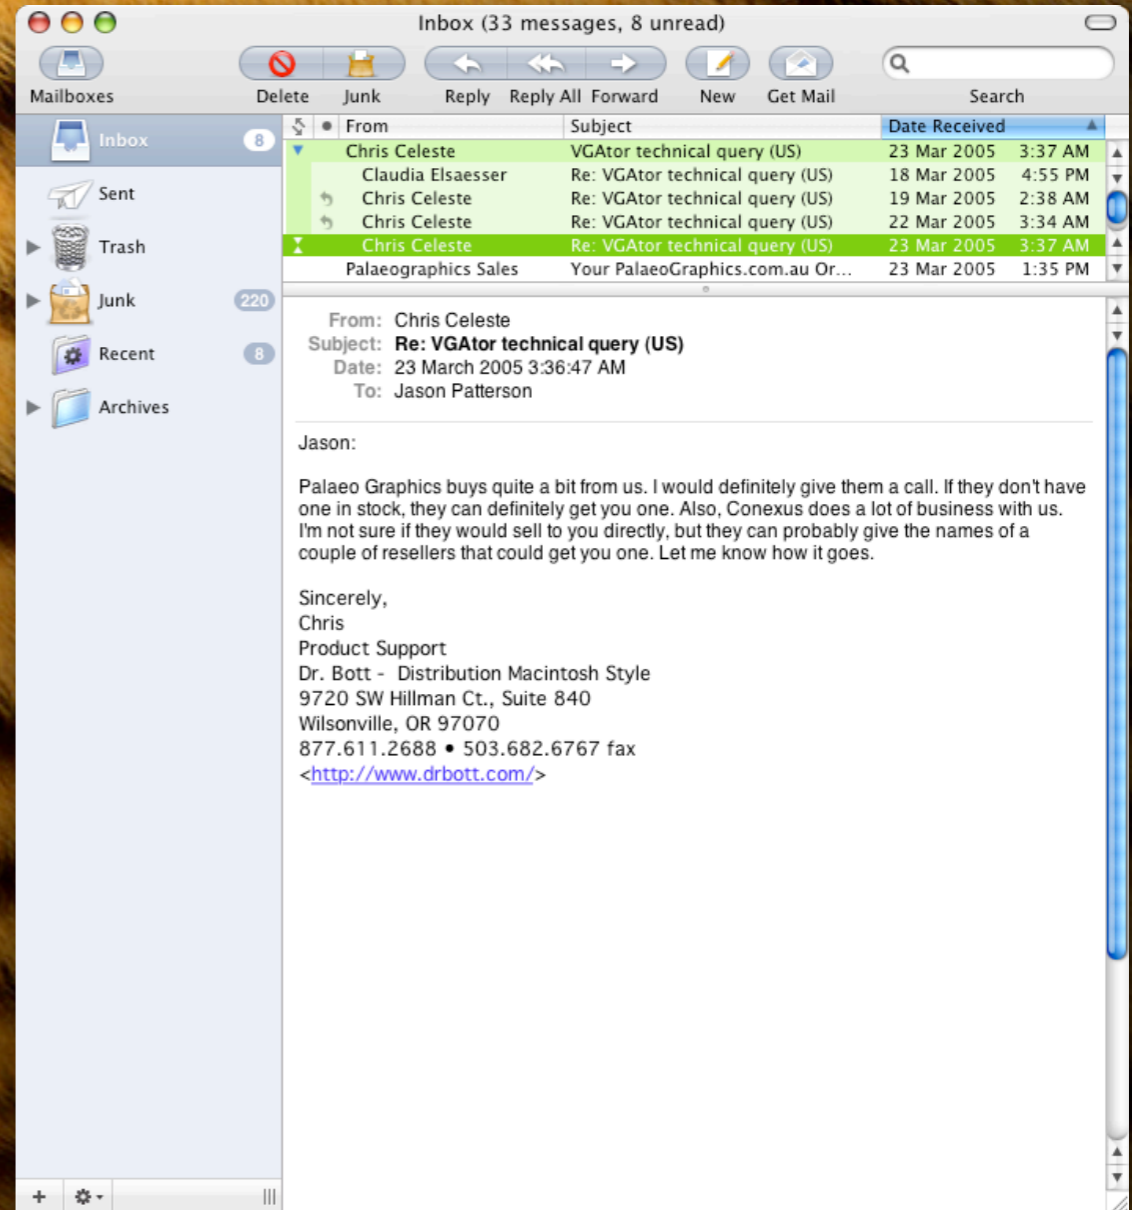 Inbox (33 messages, 8 unread)
Mailboxes Delete Junk Reply Reply All Forward New Get Mail Search
Inbox 8
Sent
Trash
Junk 220
Recent 8
Archives
From Subject Date Received
Chris Celeste VGAtor technical query (US) 23 Mar 2005 3:37 AM
Claudia Elsaesser Re: VGAtor technical query (US) 18 Mar 2005 4:55 PM
Chris Celeste Re: VGAtor technical query (US) 19 Mar 2005 2:38 AM
Chris Celeste Re: VGAtor technical query (US) 22 Mar 2005 3:34 AM
Chris Celeste Re: VGAtor technical query (US) 23 Mar 2005 3:37 AM
Palaeographics Sales Your PalaeoGraphics.com.au Or... 23 Mar 2005 1:35 PM
From: Chris Celeste
Subject: Re: VGAtor technical query (US)
Date: 23 March 2005 3:36:47 AM
To: Jason Patterson
Jason:
Palaeo Graphics buys quite a bit from us. I would definitely give them a call. If they don't have
one in stock, they can definitely get you one. Also, Conexus does a lot of business with us.
I'm not sure if they would sell to you directly, but they can probably give the names of a
couple of resellers that could get you one. Let me know how it goes.
Sincerely,
Chris
Product Support
Dr. Bott - Distribution Macintosh Style
9720 SW Hillman Ct., Suite 840
Wilsonville, OR 97070
877.611.2688 • 503.682.6767 fax
<http://www.drbott.com/>